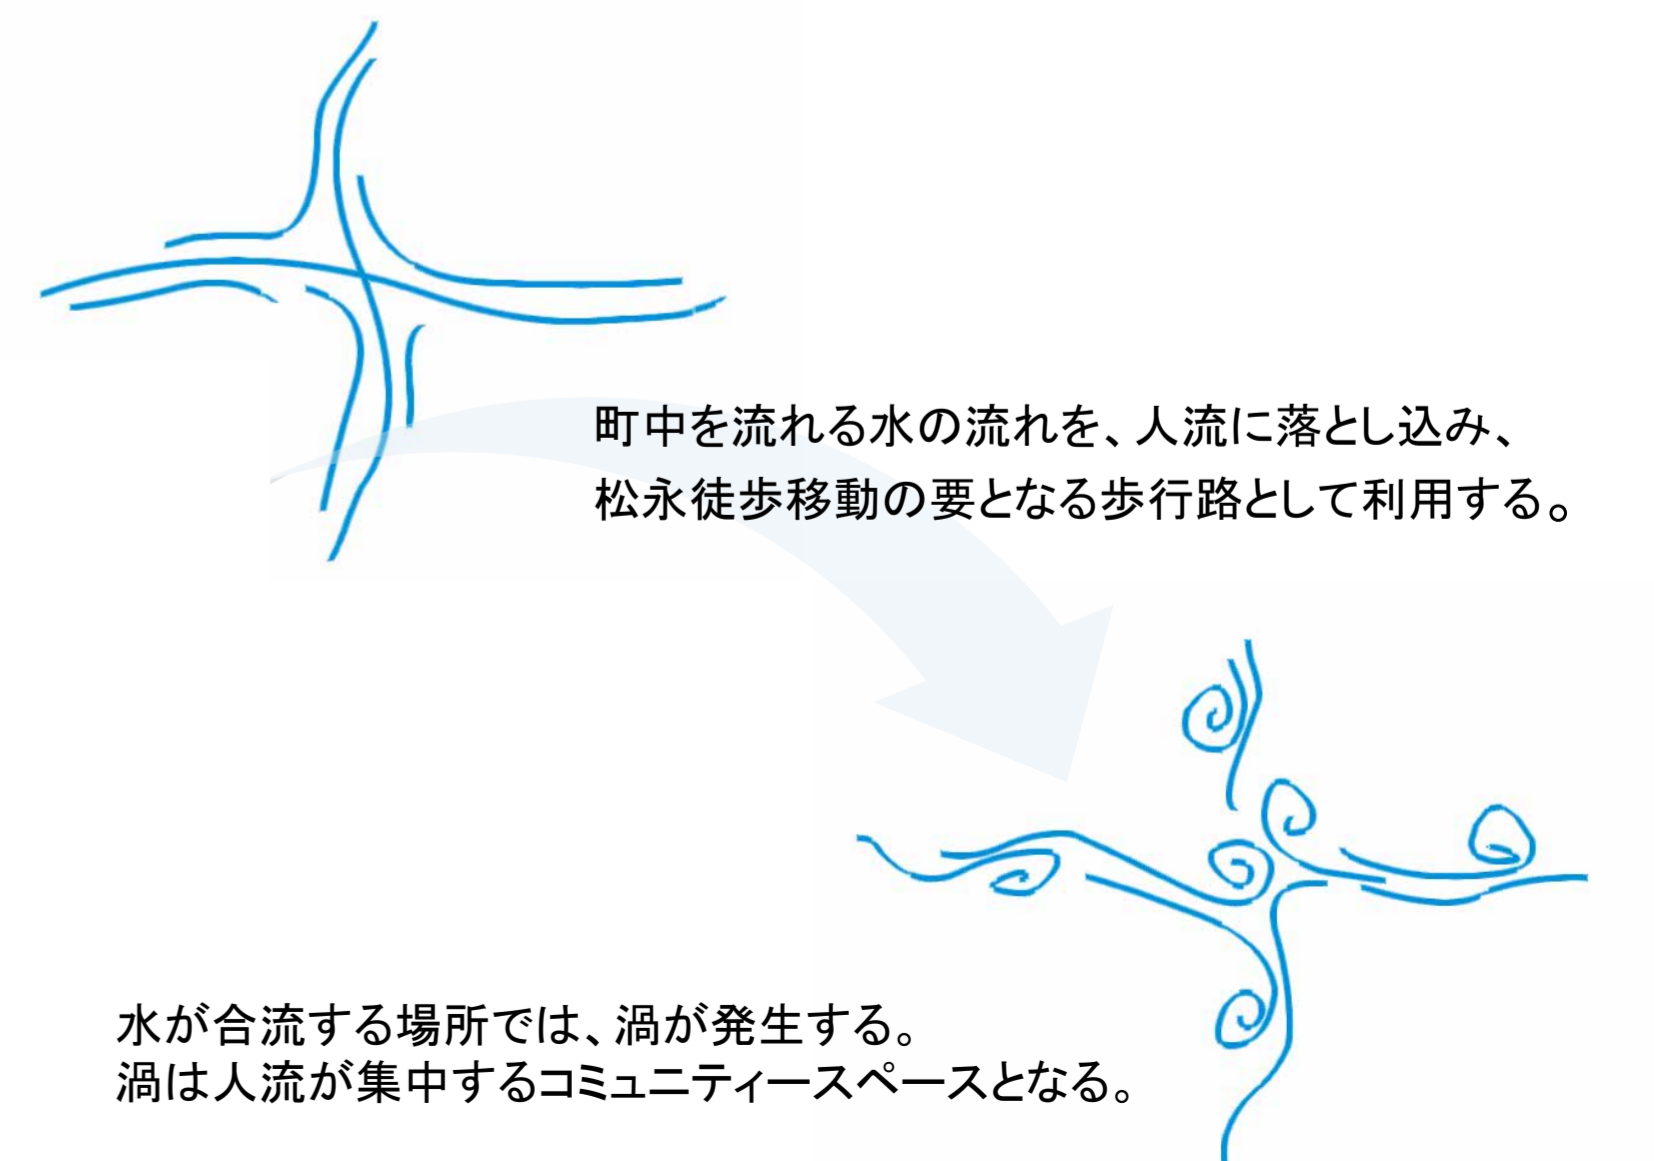 町中を流れる水の流れを、人流に落とし込み、
松永徒歩移動の要となる歩行路として利用する。
水が合流する場所では、渦が発生する。
渦は人流が集中するコミュニティースペースとなる。